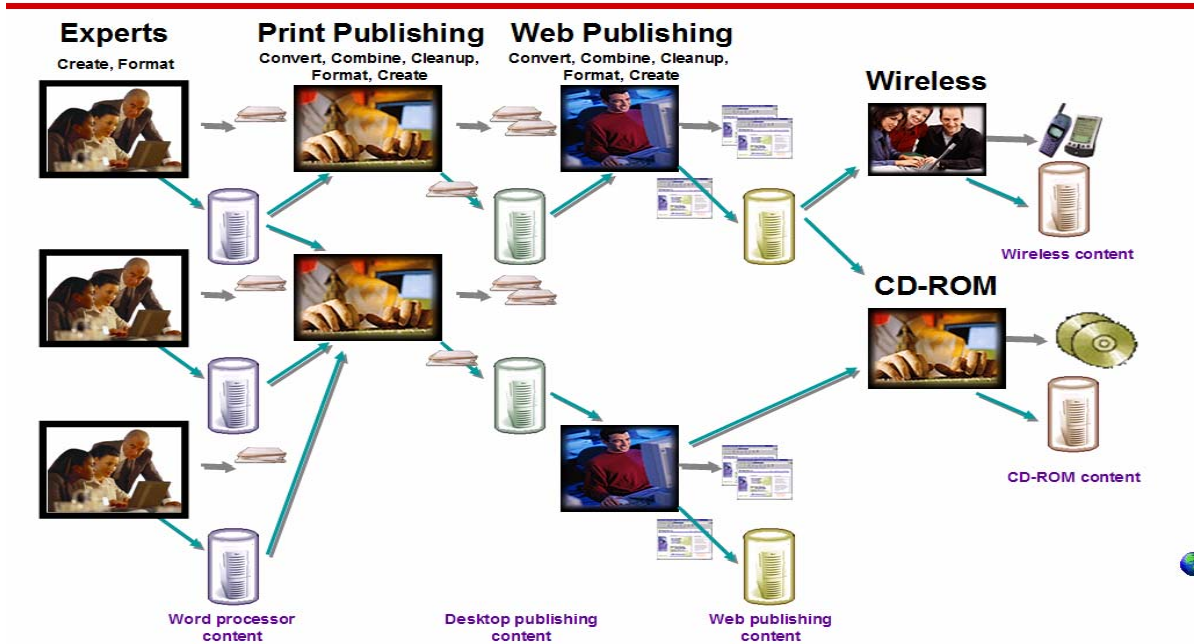 Experts
Create, Format
Print Publishing
Convert, Combine, Cleanup,
Format, Create
Web Publishing
Convert, Combine, Cleanup,
Format, Create
Wireless
Wireless content
CD-ROM
CD-ROM content
Word processor
content
Desktop publishing
content
Web publishing
content